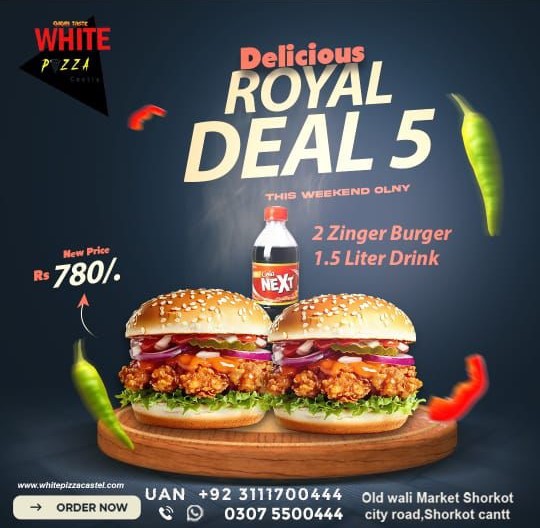 WHITE
PIZZA
Castle
Delicious
ROYAL
DEAL 5
THIS WEEKEND OLNY
2 Zinger Burger
1.5 Liter Drink
New Price
Rs 780/.
Cola
NEXT
www.whitepizzacastel.com
→ ORDER NOW
UAN +92 3111700444
0307 5500444
Old wali Market Shorkot
city road,Shorkot cantt